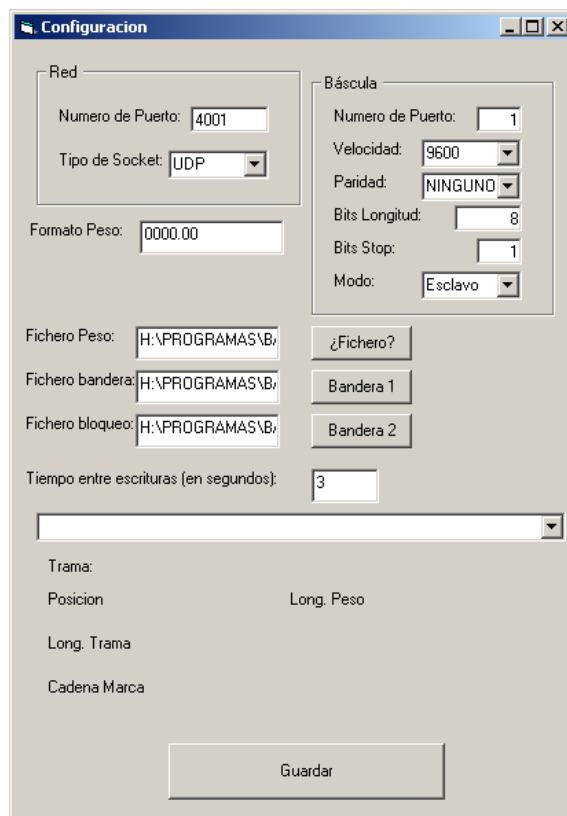 Configuracion
Red
Numero de Puerto: 4001
Tipo de Socket: UDP
Báscula
Numero de Puerto: 1
Velocidad: 9600
Paridad: NINGUNO
Bits Longitud: 8
Bits Stop: 1
Modo: Esclavo
Formato Peso: 0000.00
Fichero Peso: H:\PROGRAMAS\BA ¿Fichero?
Fichero bandera: H:\PROGRAMAS\BA Bandera 1
Fichero bloqueo: H:\PROGRAMAS\BA Bandera 2
Tiempo entre escrituras (en segundos): 3
Trama:
Posicion Long. Peso
Long. Trama
Cadena Marca
Guardar